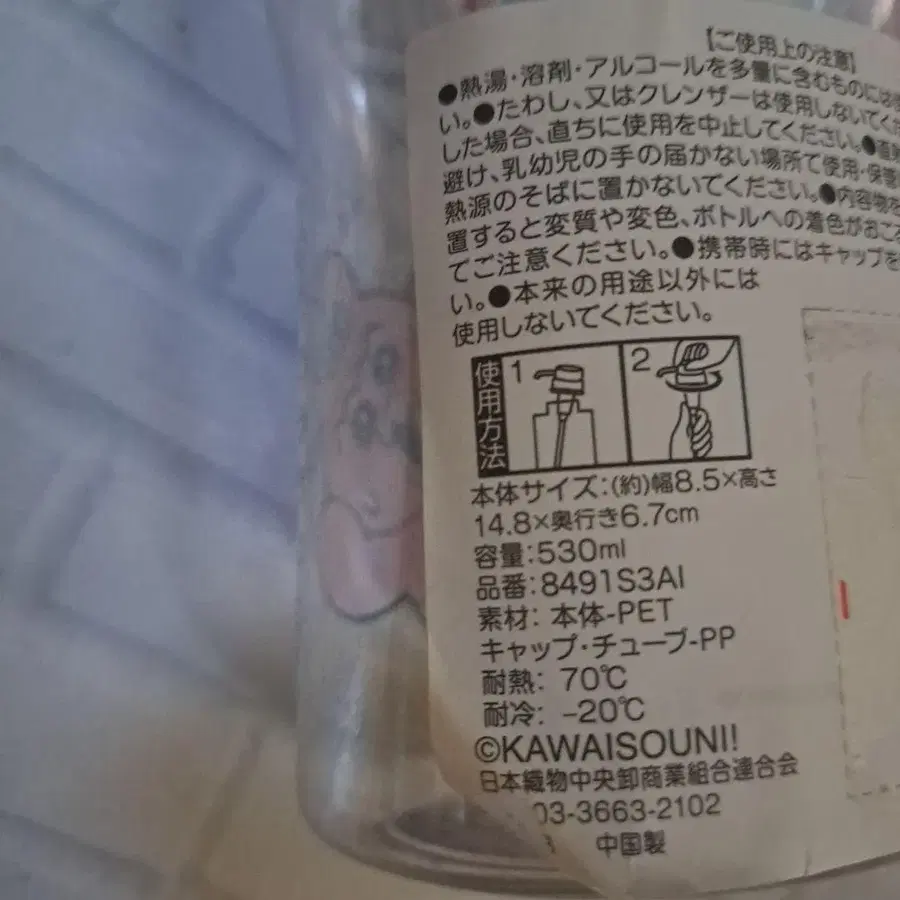 【ご使用上の注意】
●熱湯・溶剤・アルコールを多量に含むものには
い。●たわし、又はクレンザーは使用しないでくだ
した場合、直ちに使用を中止してください。●直射
避け、乳幼児の手の届かない場所で使用・保管
熱源のそばに置かないでください。●内容物を
置すると変質や変色、ボトルへの着色がおこ
てご注意ください。●携帯時にはキャップを
い。●本来の用途以外には
使用しないでください。
使用方法 1 2
本体サイズ:(約)幅8.5×高さ
14.8×奥行き6.7cm
容量:530ml
品番:8491S3AI
素材: 本体-PET
キャップ・チューブ-PP
耐熱: 70℃
耐冷: -20℃
©KAWAISOUNI!
日本織物中央卸商業組合連合会
03-3663-2102
中国製